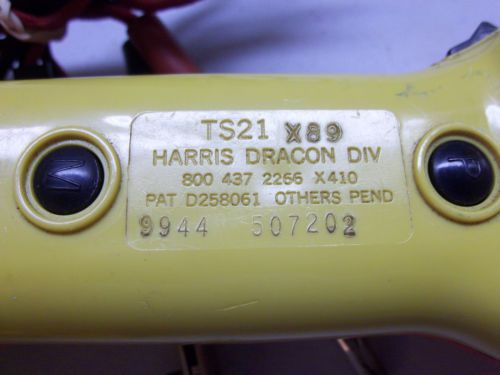 TS21 X89
HARRIS DRACON DIV
800 437 2266 X410
PAT D258061 OTHERS PEND
9944 507202
M
P